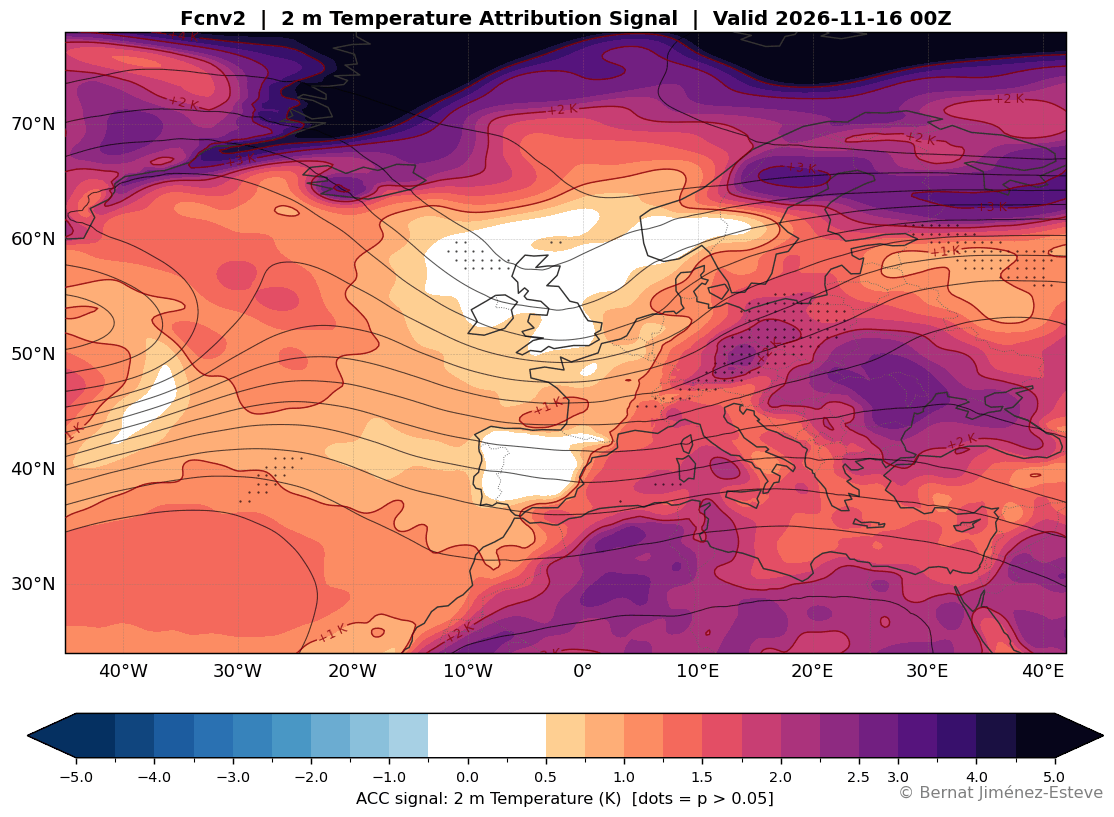 Fcnv2 | 2 m Temperature Attribution Signal | Valid 2026-11-16 00Z
+2 K
+2 K
+2 K
+2 K
70°N
+3 K
+3 K
60°N
+1 K
50°N
+1 K
+1 K
+2 K
40°N
30°N
+1 K
+2 K
40°W 30°W 20°W 10°W 0° 10°E 20°E 30°E 40°E
−5.0 −4.0 −3.0 −2.0 −1.0 0.0 0.5 1.0 1.5 2.0 2.5 3.0 4.0 5.0
© Bernat Jiménez-Esteve
ACC signal: 2 m Temperature (K) [dots = p > 0.05]